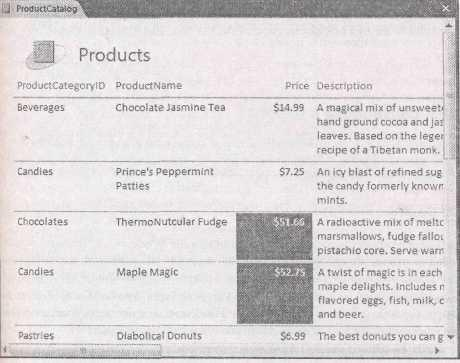 ProductCatalog
Products
ProductCategoryID ProductName Price Description
Beverages Chocolate Jasmine Tea $14.99 A magical mix of unsweete
hand ground cocoa and jas
leaves. Based on the legen
recipe of a Tibetan monk.
Candies Prince's Peppermint $7.25 An icy blast of refined sug
Patties the candy formerly known
mints.
Chocolates ThermoNutcular Fudge $51.66 A radioactive mix of melte
marsmallows, fudge fallou
pistachio core. Serve warn
Candies Maple Magic $52.75 A twist of magic is in each
maple delights. Includes n
flavored eggs, fish, milk, c
and beer.
Pastries Diabolical Donuts $6.99 The best donuts you can g